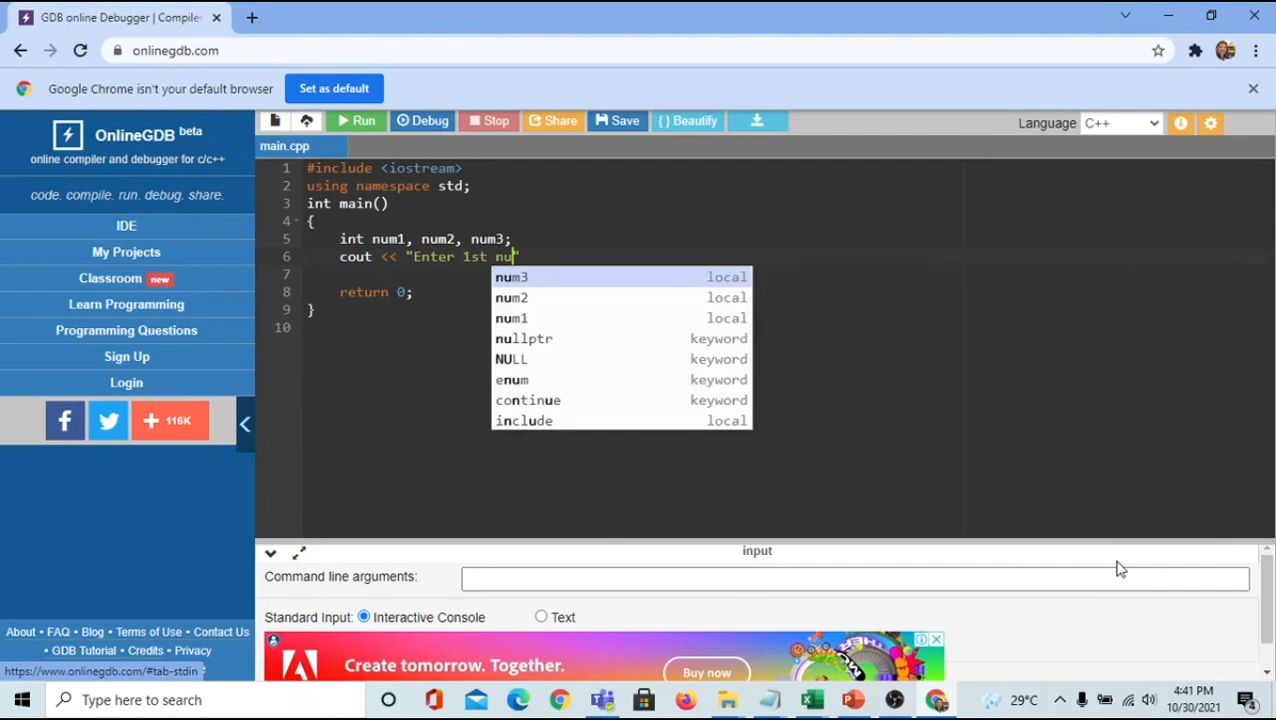 GDB online Debugger | Compiler
onlinegdb.com
Google Chrome isn't your default browser
Set as default
OnlineGDB beta
online compiler and debugger for c/c++
code. compile. run. debug. share.
IDE
My Projects
Classroom new
Learn Programming
Programming Questions
Sign Up
Login
116K
About • FAQ • Blog • Terms of Use • Contact Us
• GDB Tutorial • Credits • Privacy
https://www.onlinegdb.com/#tab-stdin
Run Debug Stop Share Save { } Beautify
Language C++
main.cpp
1 #include <iostream>
2 using namespace std;
3 int main()
4 {
5 int num1, num2, num3;
6 cout << "Enter 1st nu"
7
8 return 0;
9 }
10
num3 local
num2 local
num1 local
nullptr keyword
NULL keyword
enum keyword
continue keyword
include local
input
Command line arguments:
Standard Input: Interactive Console Text
Create tomorrow. Together.
Buy now
Type here to search
29°C
4:41 PM
10/30/2021
4